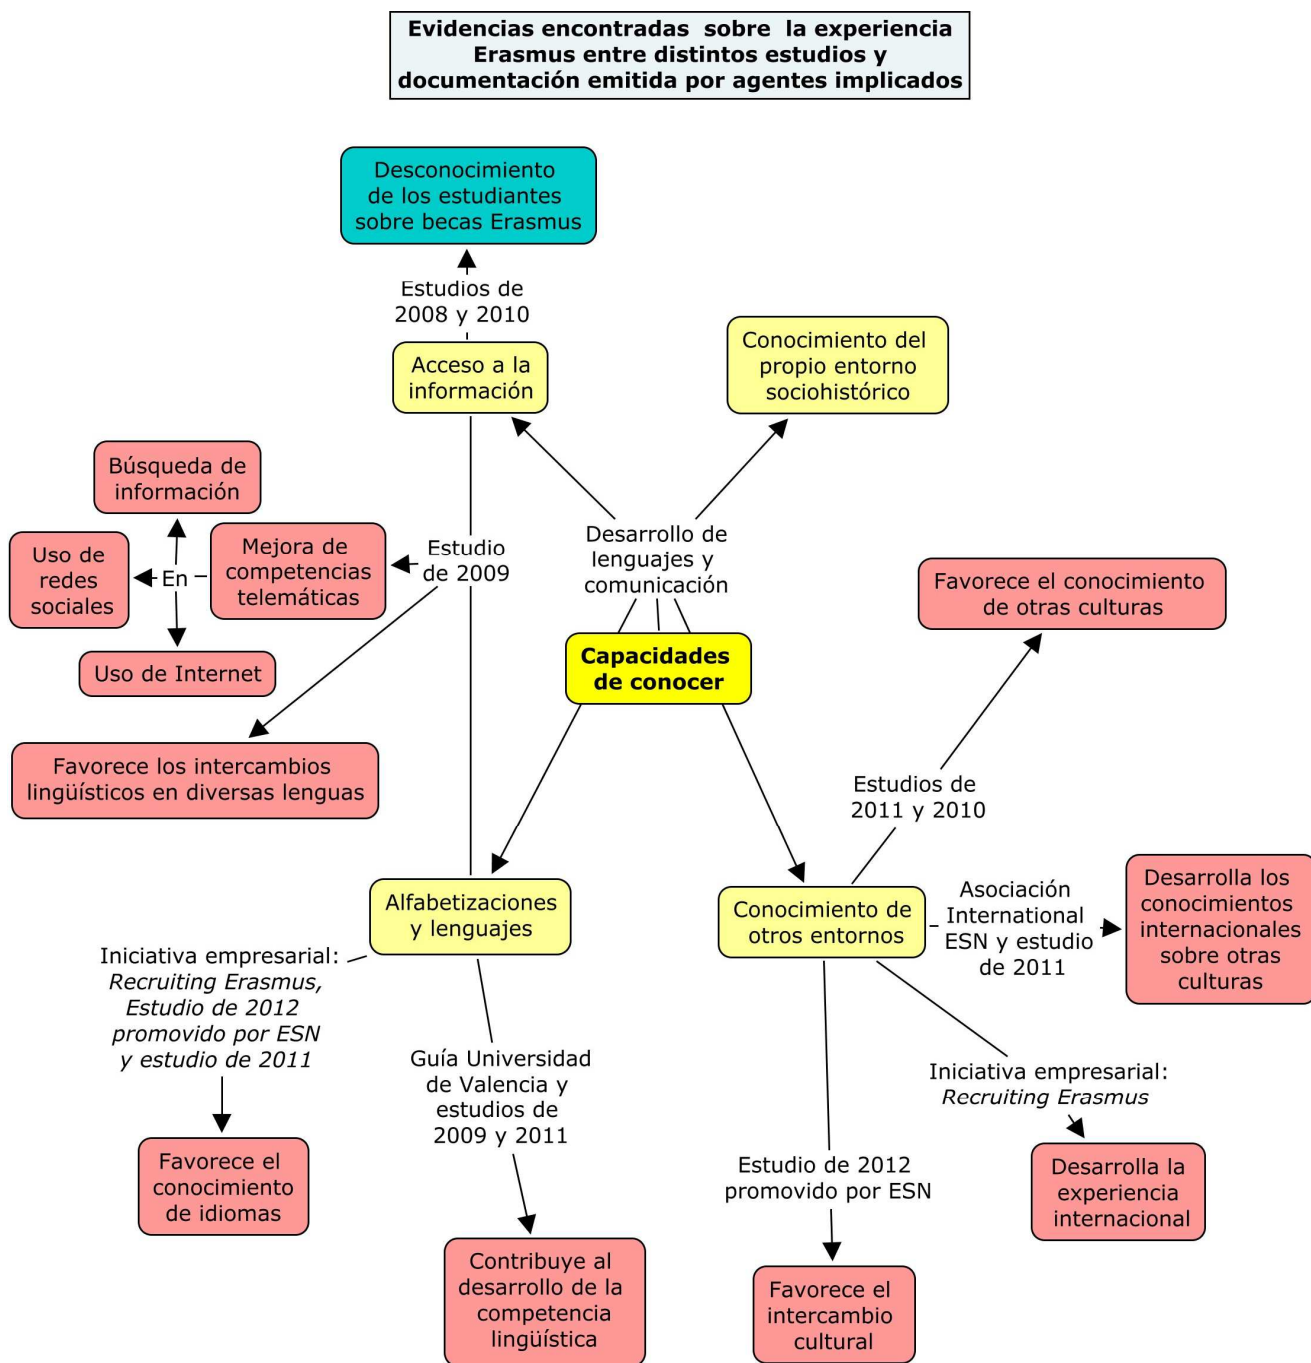 Evidencias encontradas sobre la experiencia
Erasmus entre distintos estudios y
documentación emitida por agentes implicados
Desconocimiento
de los estudiantes
sobre becas Erasmus
Estudios de
2008 y 2010
Acceso a la
información
Conocimiento del
propio entorno
sociohistórico
Búsqueda de
información
Uso de
redes
sociales
En
Mejora de
competencias
telemáticas
Estudio
de 2009
Uso de Internet
Desarrollo de
lenguajes y
comunicación
Favorece el conocimiento
de otras culturas
Capacidades
de conocer
Favorece los intercambios
lingüísticos en diversas lenguas
Estudios de
2011 y 2010
Alfabetizaciones
y lenguajes
Conocimiento de
otros entornos
Asociación
International
ESN y estudio
de 2011
Desarrolla los
conocimientos
internacionales
sobre otras
culturas
Iniciativa empresarial:
Recruiting Erasmus,
Estudio de 2012
promovido por ESN
y estudio de 2011
Guía Universidad
de Valencia y
estudios de
2009 y 2011
Iniciativa empresarial:
Recruiting Erasmus
Estudio de 2012
promovido por ESN
Favorece el
conocimiento
de idiomas
Desarrolla la
experiencia
internacional
Contribuye al
desarrollo de la
competencia
lingüística
Favorece el
intercambio
cultural